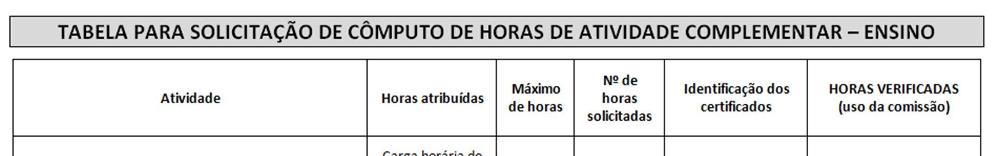 TABELA PARA SOLICITAÇÃO DE CÔMPUTO DE HORAS DE ATIVIDADE COMPLEMENTAR – ENSINO
Atividade
Horas atribuídas
Máximo
de horas
Nº de
horas
solicitadas
Identificação dos
certificados
HORAS VERIFICADAS
(uso da comissão)
Carga horária do